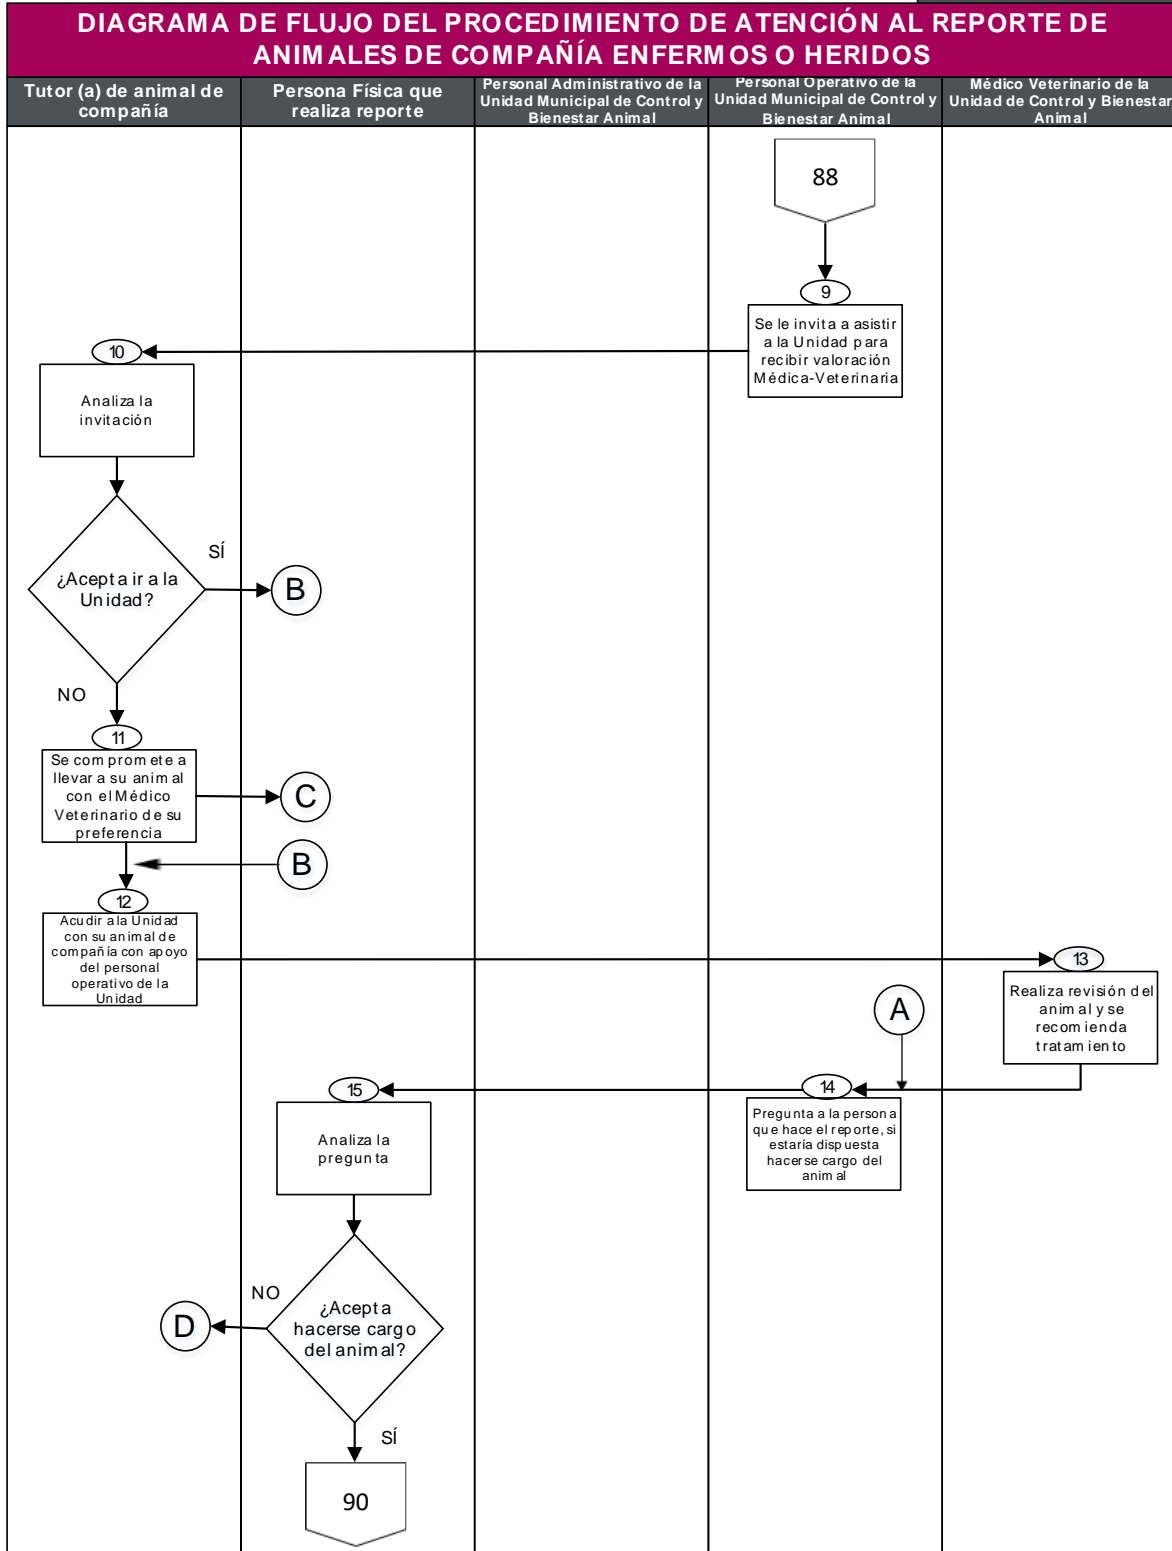 DIAGRAMA DE FLUJO DEL PROCEDIMIENTO DE ATENCIÓN AL REPORTE DE
ANIMALES DE COMPAÑÍA ENFERMOS O HERIDOS
Tutor (a) de animal de
compañía
Persona Física que
realiza reporte
Personal Administrativo de la
Unidad Municipal de Control y
Bienestar Animal
Personal Operativo de la
Unidad Municipal de Control y
Bienestar Animal
Médico Veterinario de la
Unidad de Control y Bienestar
Animal
88
9
Se le invita a asistir
a la Unidad para
recibir valoración
Médica-Veterinaria
10
Analiza la
invitación
¿Acepta ir a la
Unidad?
SÍ
B
NO
11
Se compromete a
llevar a su animal
con el Médico
Veterinario de su
preferencia
C
B
12
Acudir a la Unidad
con su animal de
compañía con apoyo
del personal
operativo de la
Unidad
13
Realiza revisión del
animal y se
recomienda
tratamiento
A
14
Pregunta a la persona
que hace el reporte, si
estaría dispuesta
hacerse cargo del
animal
15
Analiza la
pregunta
¿Acepta
hacerse cargo
del animal?
NO
D
SÍ
90